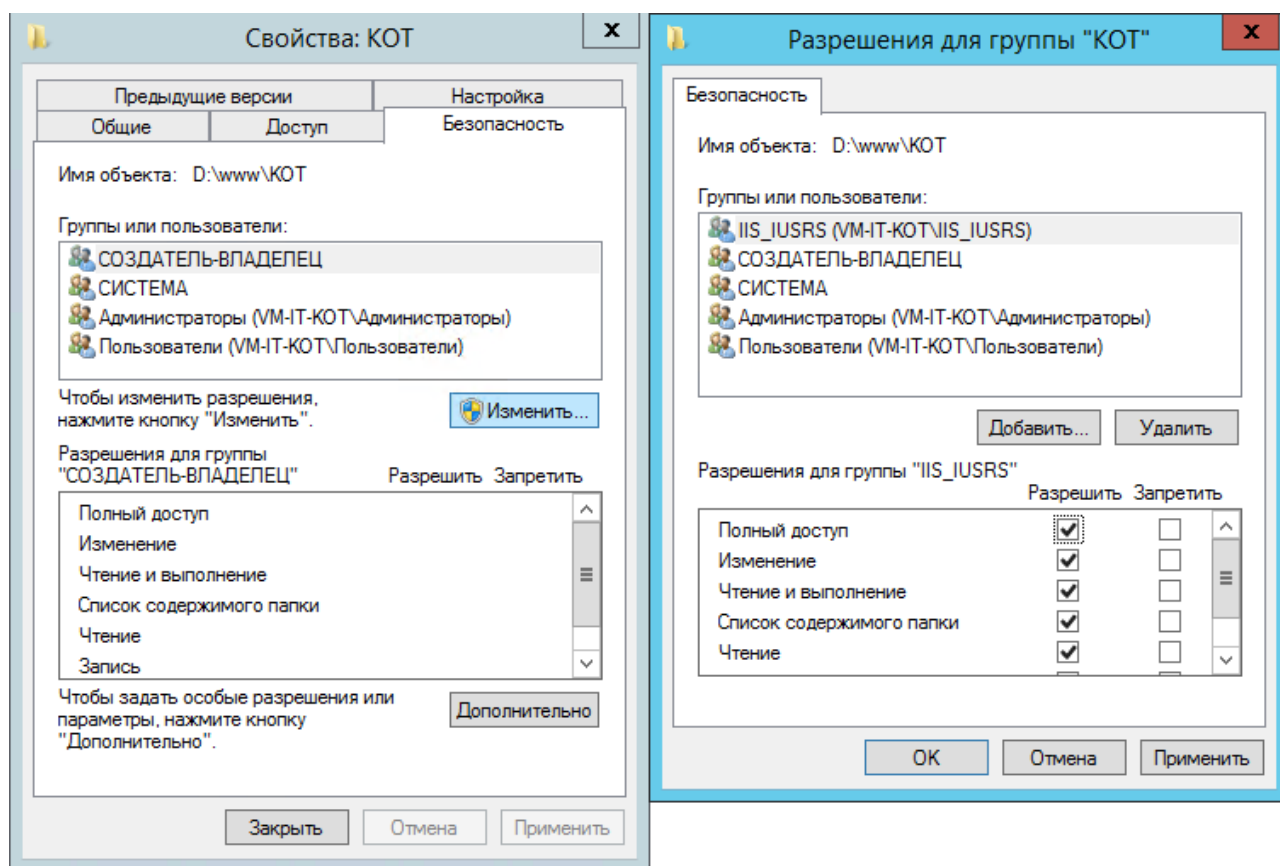 Свойства: КОТ
x
Предыдущие версии
Настройка
Общие
Доступ
Безопасность
Имя объекта: D:\www\КОТ
Группы или пользователи:
СОЗДАТЕЛЬ-ВЛАДЕЛЕЦ
СИСТЕМА
Администраторы (VM-IT-KOT\Администраторы)
Пользователи (VM-IT-KOT\Пользователи)
Чтобы изменить разрешения,
нажмите кнопку "Изменить".
Изменить...
Разрешения для группы
"СОЗДАТЕЛЬ-ВЛАДЕЛЕЦ"
Разрешить Запретить
Полный доступ
Изменение
Чтение и выполнение
Список содержимого папки
Чтение
Запись
Чтобы задать особые разрешения или
параметры, нажмите кнопку
"Дополнительно".
Дополнительно
Закрыть
Отмена
Применить
Разрешения для группы "КОТ"
x
Безопасность
Имя объекта: D:\www\КОТ
Группы или пользователи:
IIS_IUSRS (VM-IT-KOT\IIS_IUSRS)
СОЗДАТЕЛЬ-ВЛАДЕЛЕЦ
СИСТЕМА
Администраторы (VM-IT-KOT\Администраторы)
Пользователи (VM-IT-KOT\Пользователи)
Добавить...
Удалить
Разрешения для группы "IIS_IUSRS"
Разрешить Запретить
Полный доступ
Изменение
Чтение и выполнение
Список содержимого папки
Чтение
OK
Отмена
Применить